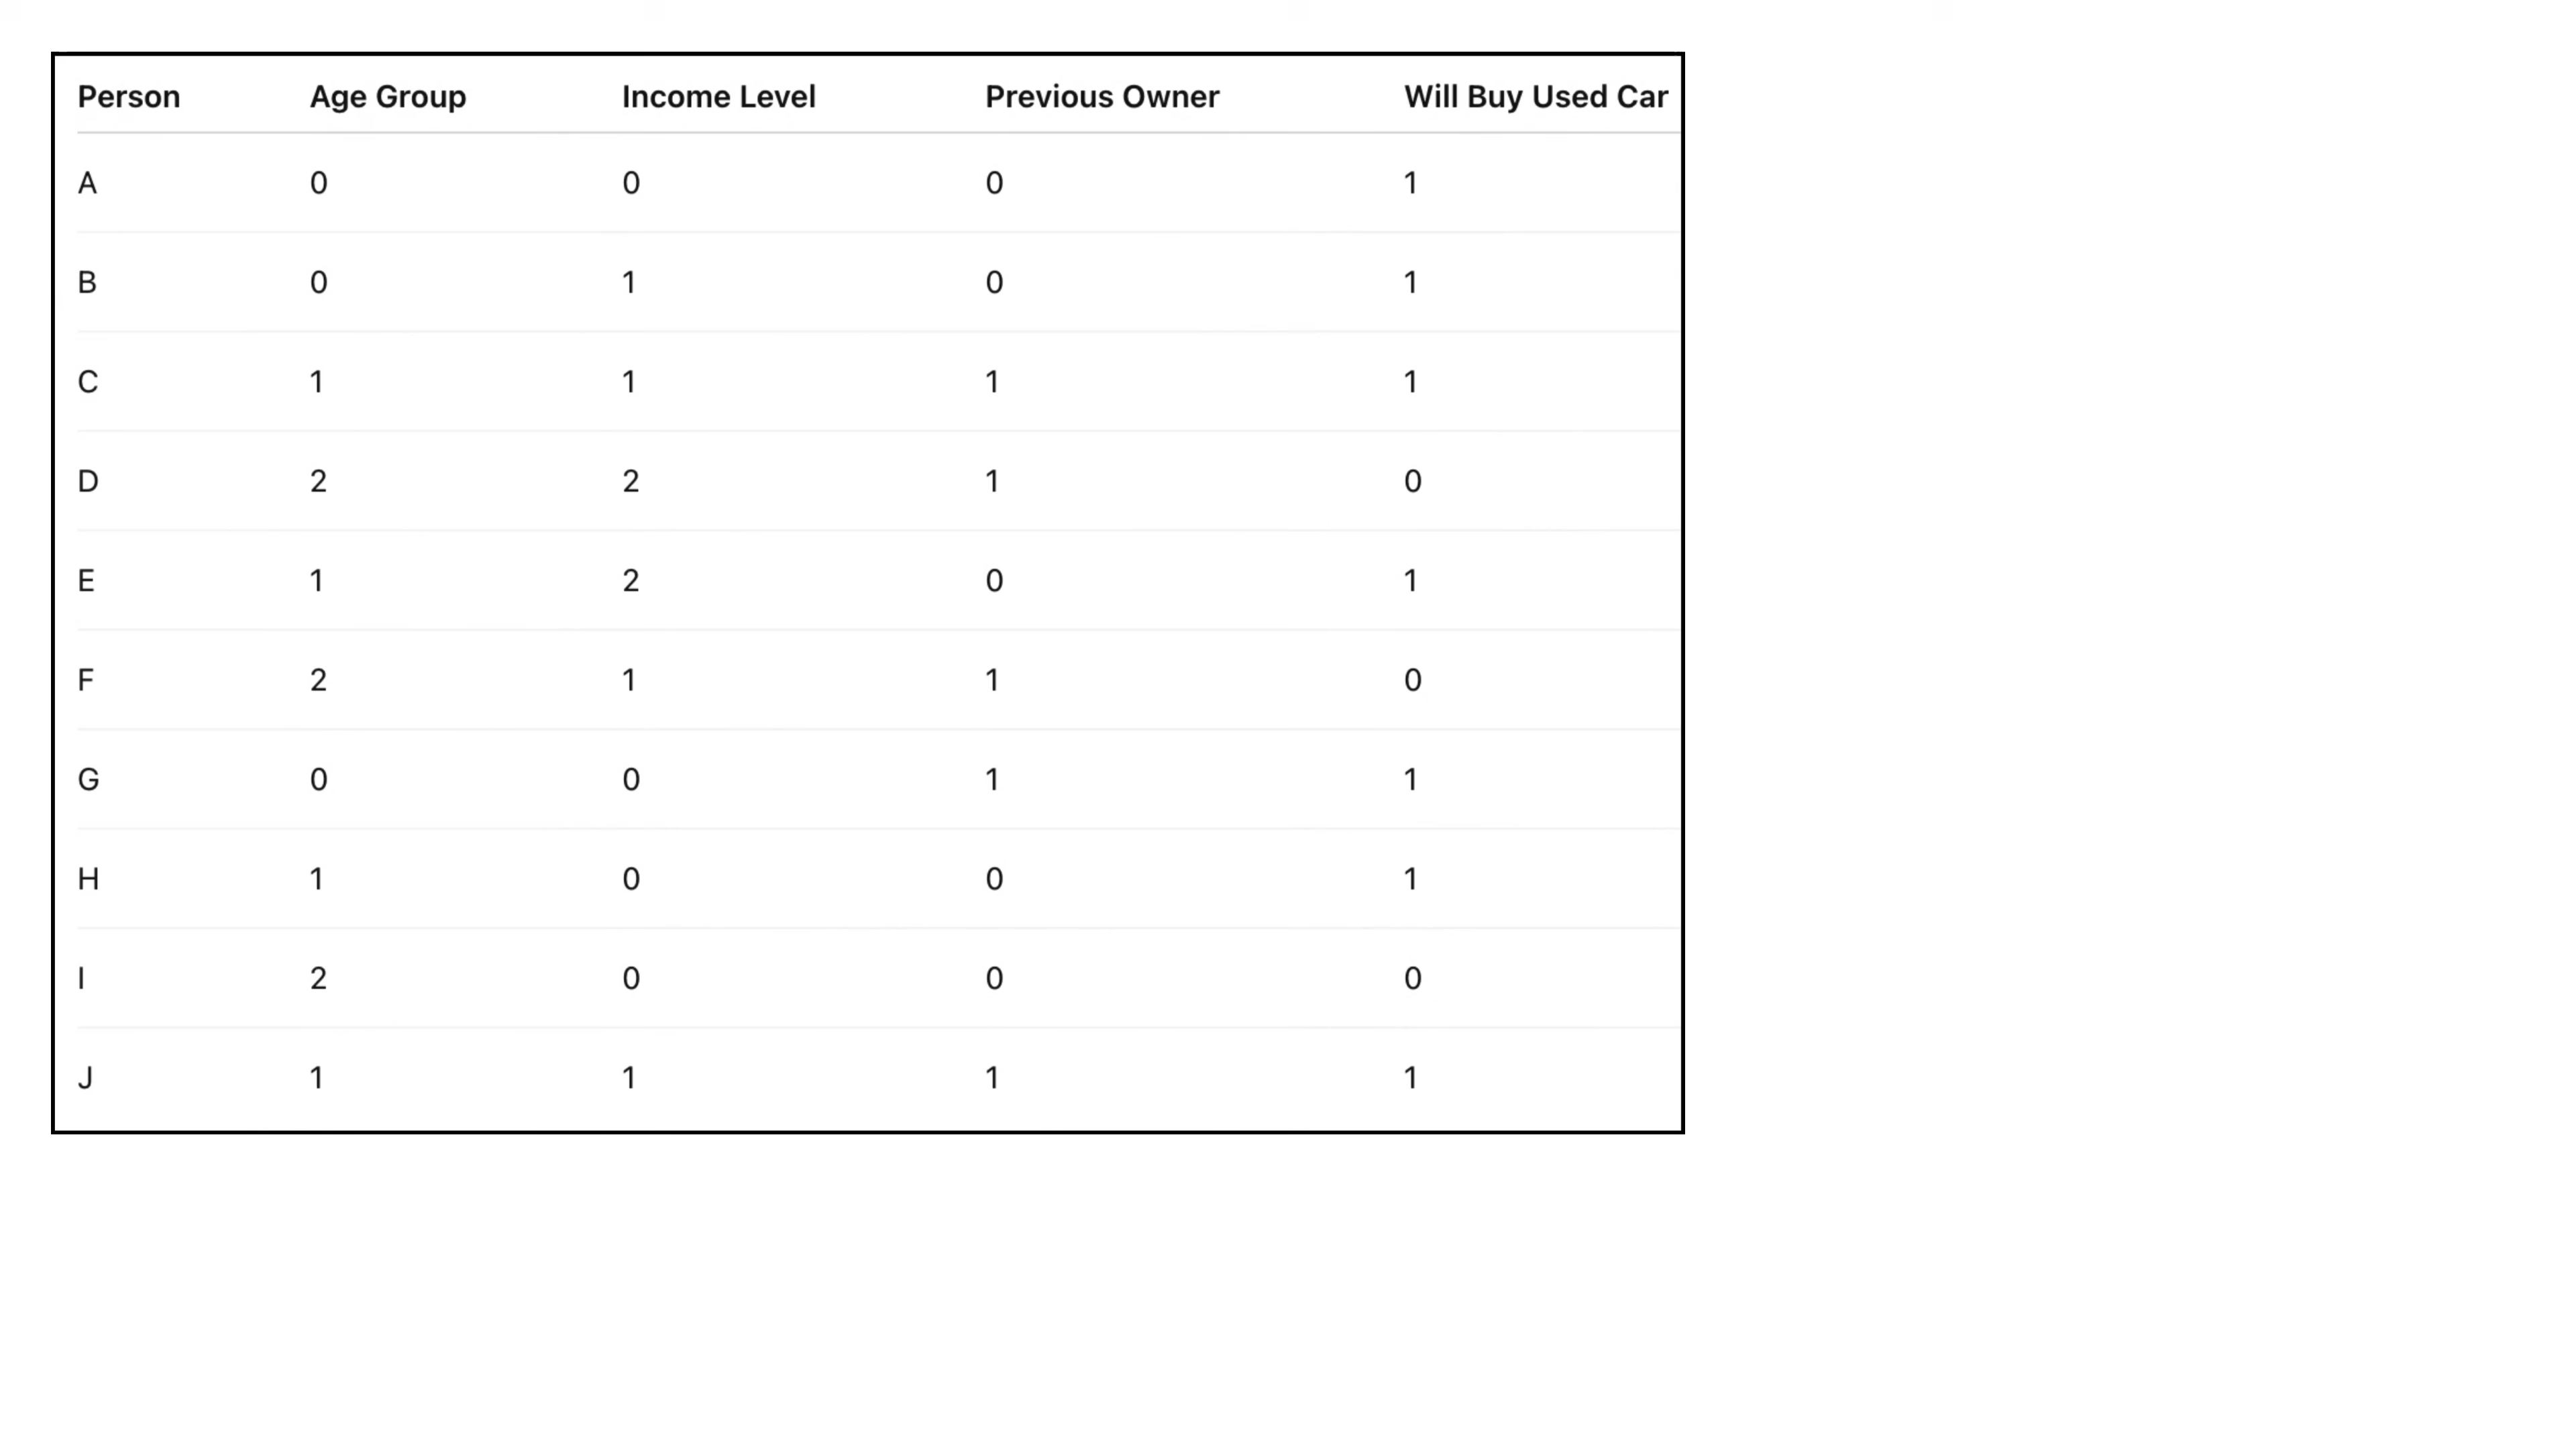 Person Age Group Income Level Previous Owner Will Buy Used Car
A 0 0 0 1
B 0 1 0 1
C 1 1 1 1
D 2 2 1 0
E 1 2 0 1
F 2 1 1 0
G 0 0 1 1
H 1 0 0 1
I 2 0 0 0
J 1 1 1 1